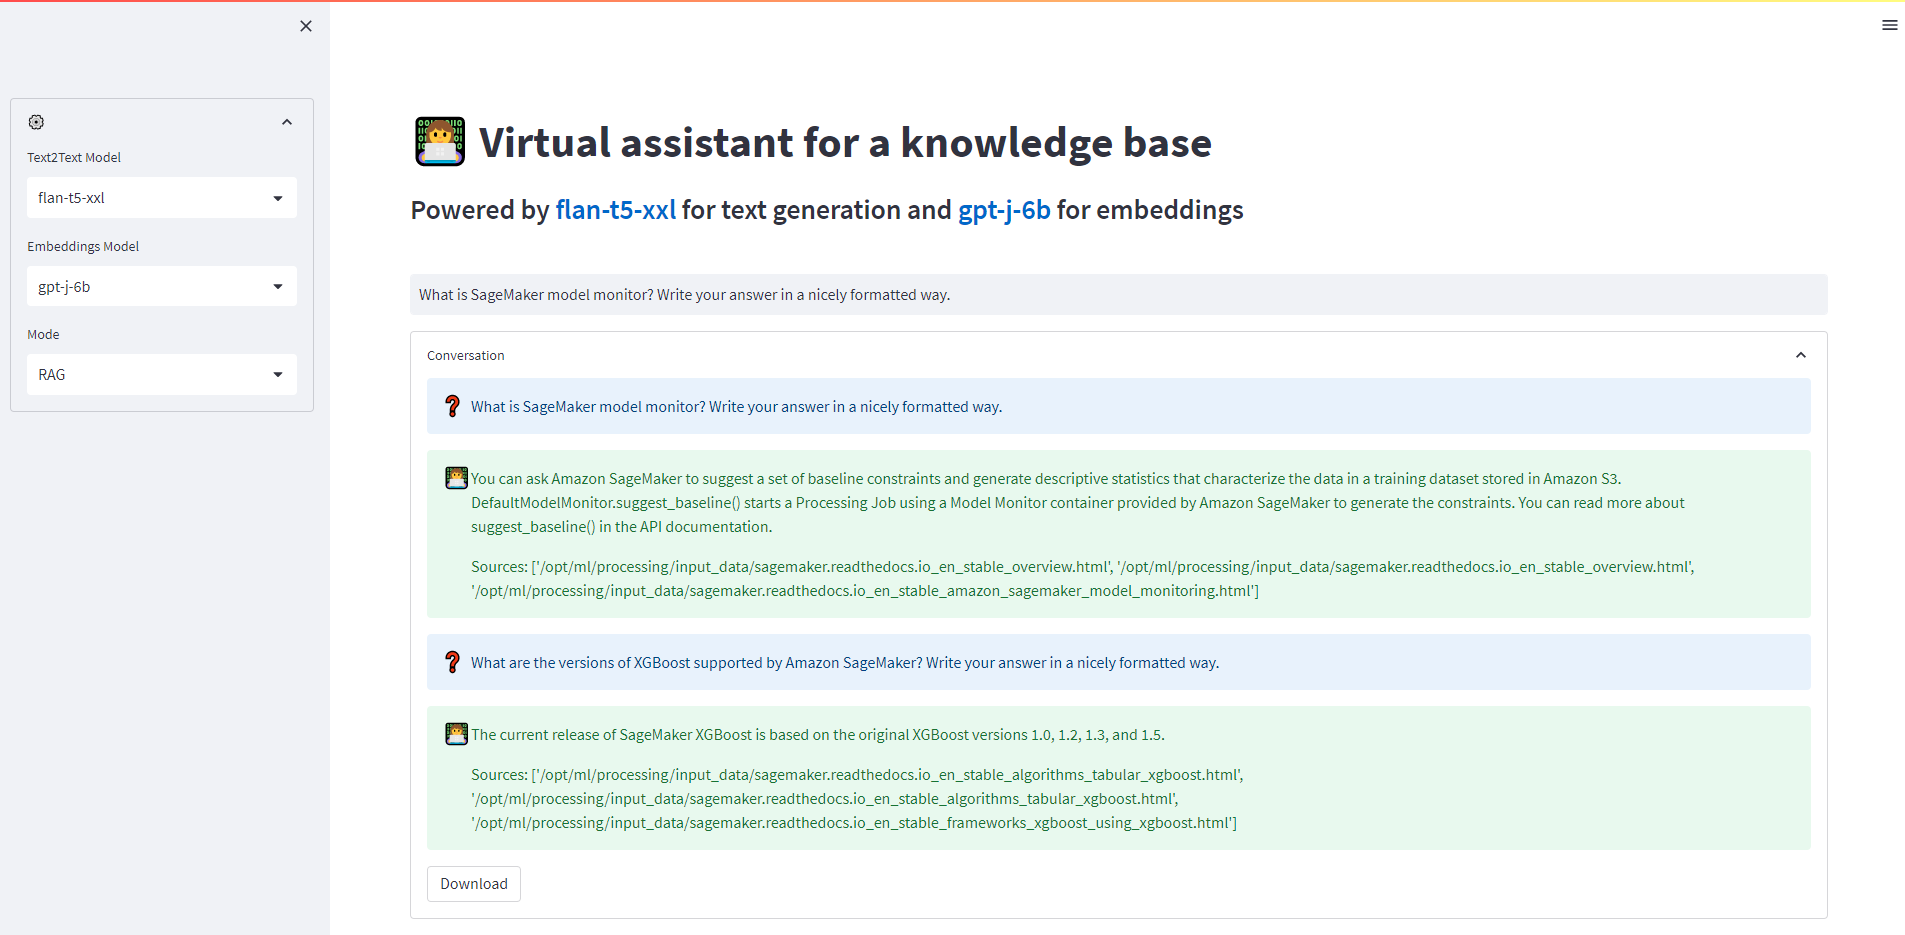 Text2Text Model
flan-t5-xxl
Embeddings Model
gpt-j-6b
Mode
RAG
Virtual assistant for a knowledge base
Powered by flan-t5-xxl for text generation and gpt-j-6b for embeddings
What is SageMaker model monitor? Write your answer in a nicely formatted way.
Conversation
What is SageMaker model monitor? Write your answer in a nicely formatted way.
You can ask Amazon SageMaker to suggest a set of baseline constraints and generate descriptive statistics that characterize the data in a training dataset stored in Amazon S3.
DefaultModelMonitor.suggest_baseline() starts a Processing Job using a Model Monitor container provided by Amazon SageMaker to generate the constraints. You can read more about
suggest_baseline() in the API documentation.
Sources: ['/opt/ml/processing/input_data/sagemaker.readthedocs.io_en_stable_overview.html', '/opt/ml/processing/input_data/sagemaker.readthedocs.io_en_stable_overview.html',
'/opt/ml/processing/input_data/sagemaker.readthedocs.io_en_stable_amazon_sagemaker_model_monitoring.html']
What are the versions of XGBoost supported by Amazon SageMaker? Write your answer in a nicely formatted way.
The current release of SageMaker XGBoost is based on the original XGBoost versions 1.0, 1.2, 1.3, and 1.5.
Sources: ['/opt/ml/processing/input_data/sagemaker.readthedocs.io_en_stable_algorithms_tabular_xgboost.html',
'/opt/ml/processing/input_data/sagemaker.readthedocs.io_en_stable_algorithms_tabular_xgboost.html',
'/opt/ml/processing/input_data/sagemaker.readthedocs.io_en_stable_frameworks_xgboost_using_xgboost.html']
Download